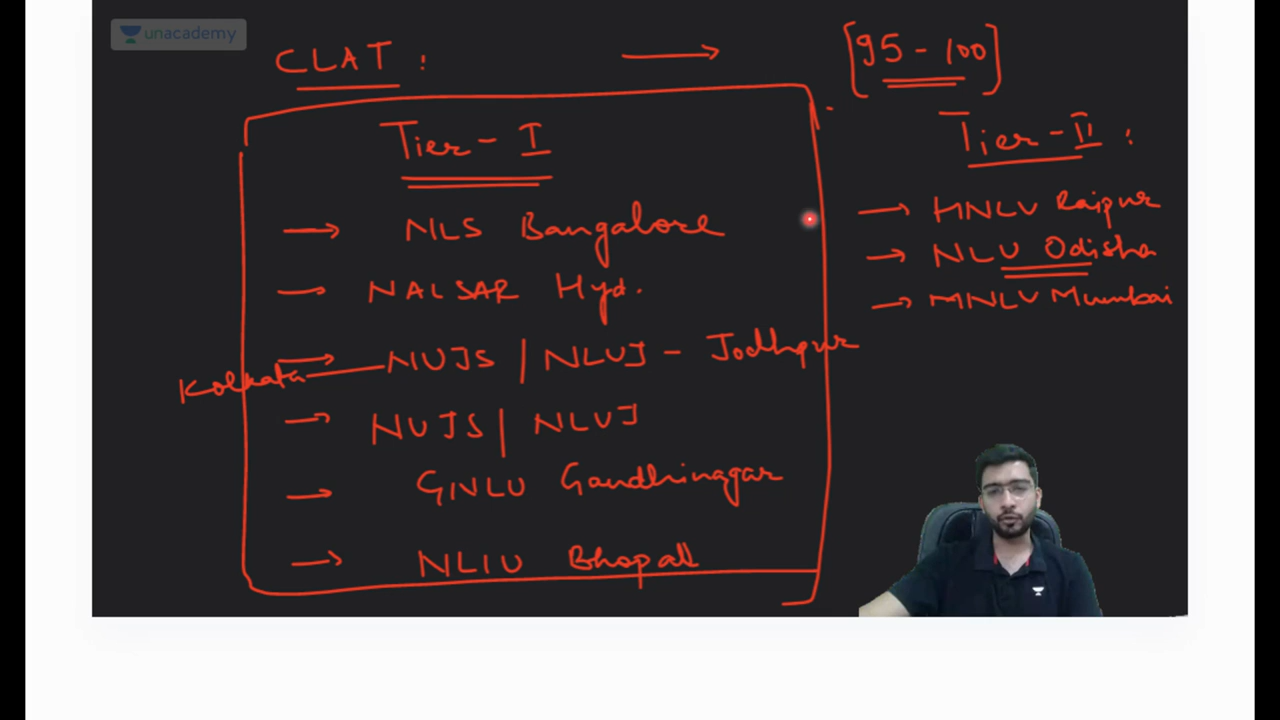 unacademy
CLAT :
[95 - 100]
Tier - I
→ NLS Bangalore
→ NALSAR Hyd.
→ NUJS | NLUJ - Jodhpur
Kolkata
→ NUJS | NLUJ
→ GNLU Gandhinagar
→ NLIU Bhopal
Tier - II :
→ HNLU Raipur
→ NLU Odisha
→ MNLU Mumbai